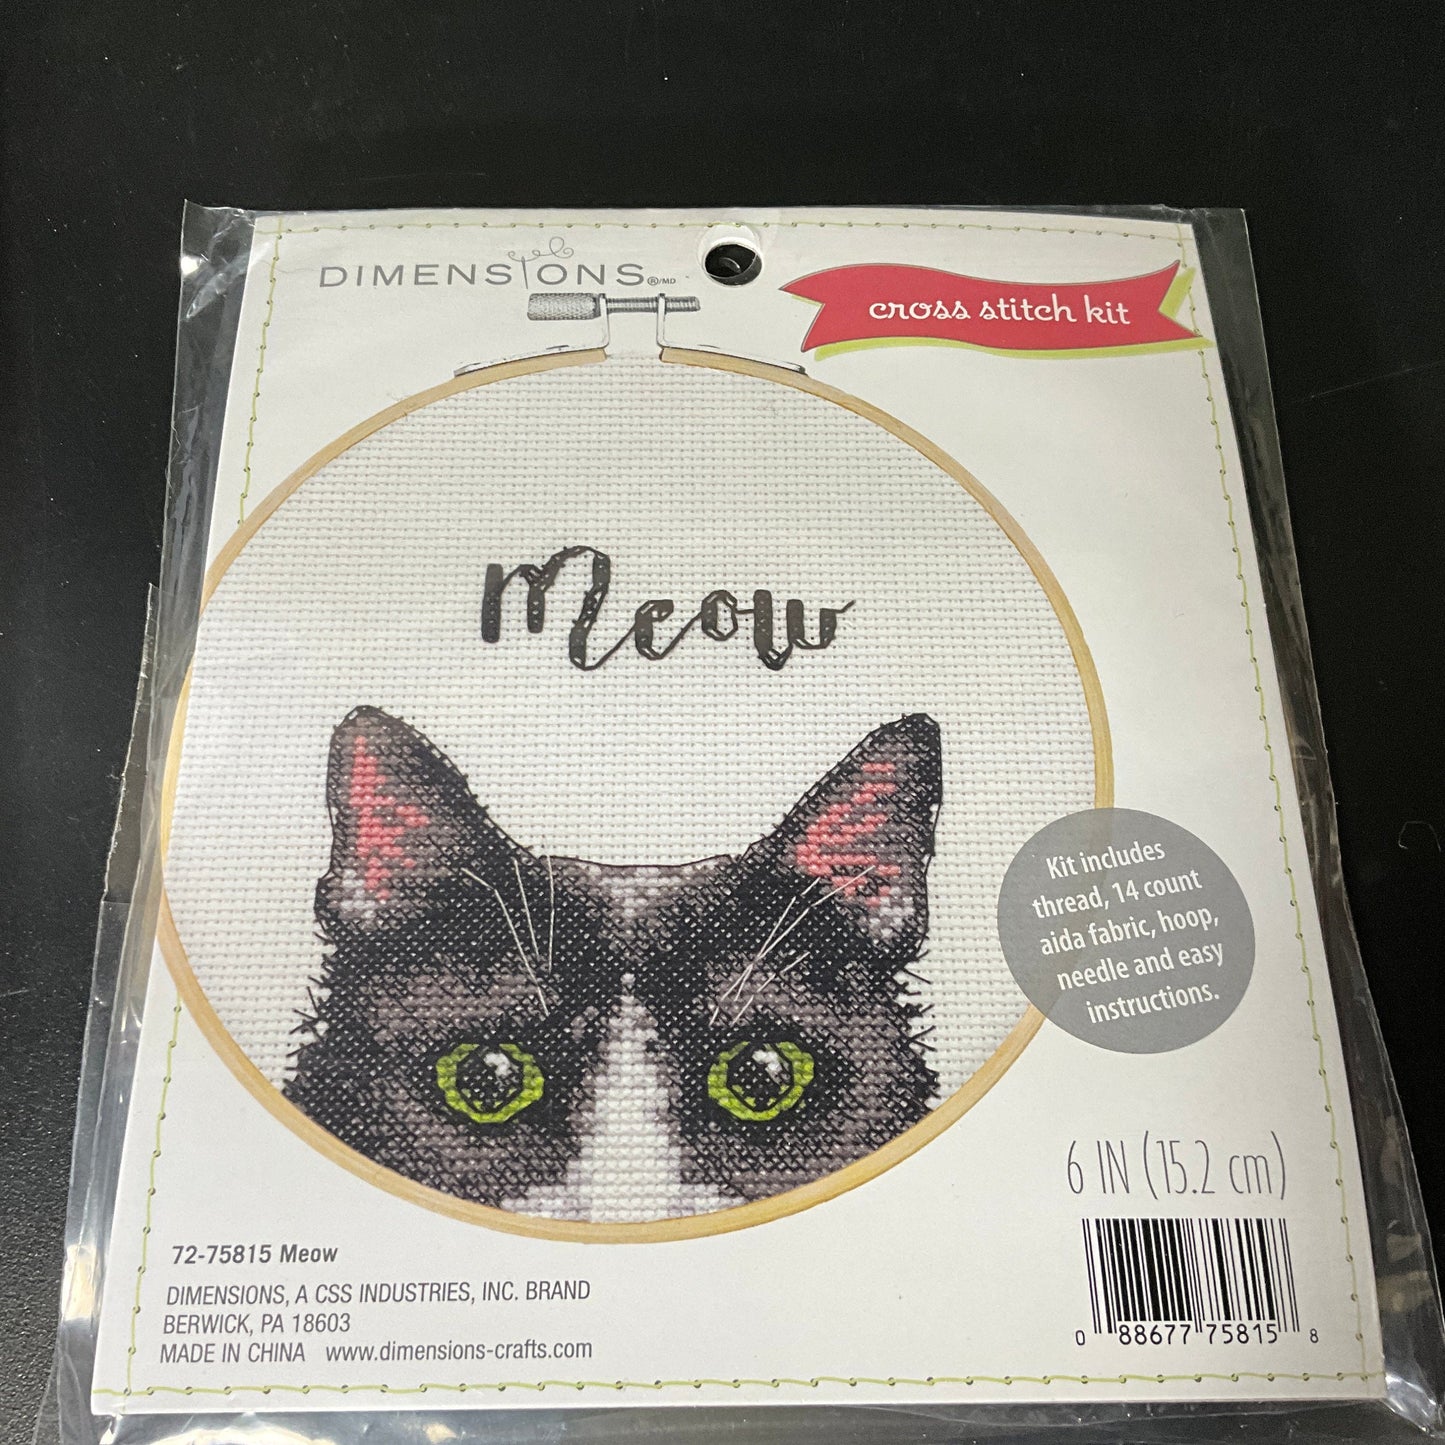 DIMENSIONS®/MD
cross stitch kit
Meow
Kit includes
thread, 14 count
aida fabric, hoop,
needle and easy
instructions.
6 IN (15.2 cm)
72-75815 Meow
DIMENSIONS, A CSS INDUSTRIES, INC. BRAND
BERWICK, PA 18603
MADE IN CHINA www.dimensions-crafts.com
0 88677 75815 8